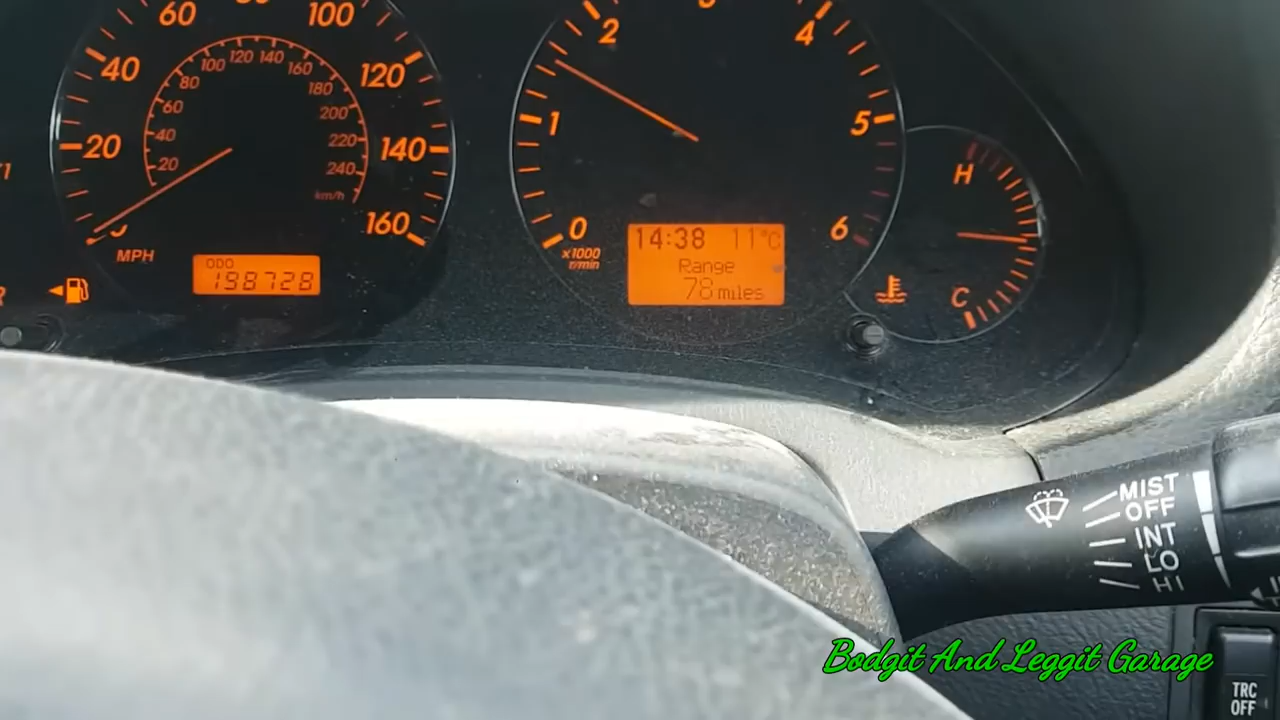 60
100
40
120
20
140
160
MPH
20
40
60
80
100
120
140
160
180
200
220
240
km/h
ODO
198728
0
1
2
4
5
6
x1000
r/min
14:38 11°C
Range
78 miles
H
C
MIST
OFF
INT
LO
HI
TRC
OFF
Bodgit And Leggit Garage